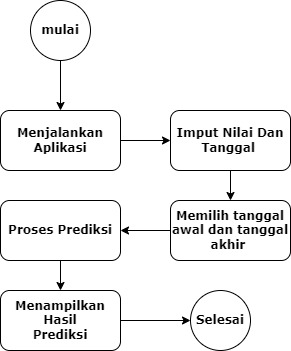 mulai
Menjalankan
Aplikasi
Imput Nilai Dan
Tanggal
Memilih tanggal
awal dan tanggal
akhir
Proses Prediksi
Menampilkan
Hasil
Prediksi
Selesai